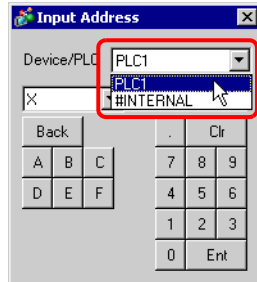 Input Address
Device/PLC PLC1
PLC1
#INTERNAL
X
Back . Clr
A B C 7 8 9
D E F 4 5 6
1 2 3
0 Ent